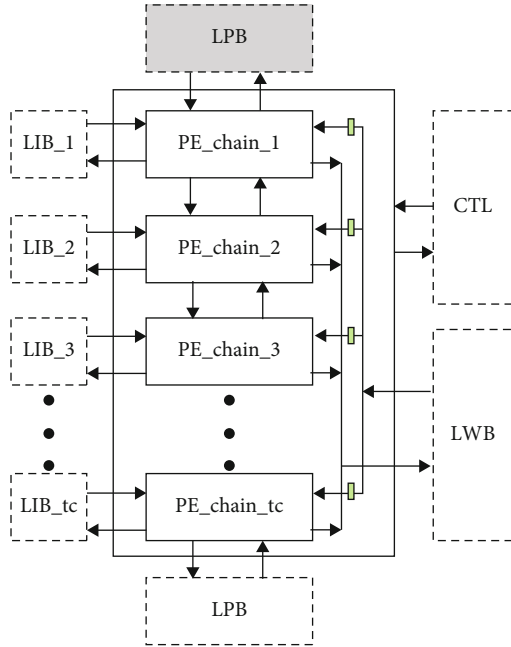 LPB
LIB_1
PE_chain_1
CTL
LIB_2
PE_chain_2
LIB_3
PE_chain_3
LWB
LIB_tc
PE_chain_tc
LPB